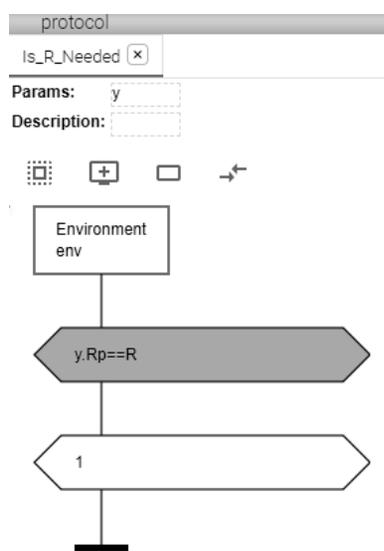 protocol
Is_R_Needed
Params: y
Description:
Environment
env
y.Rp==R
1